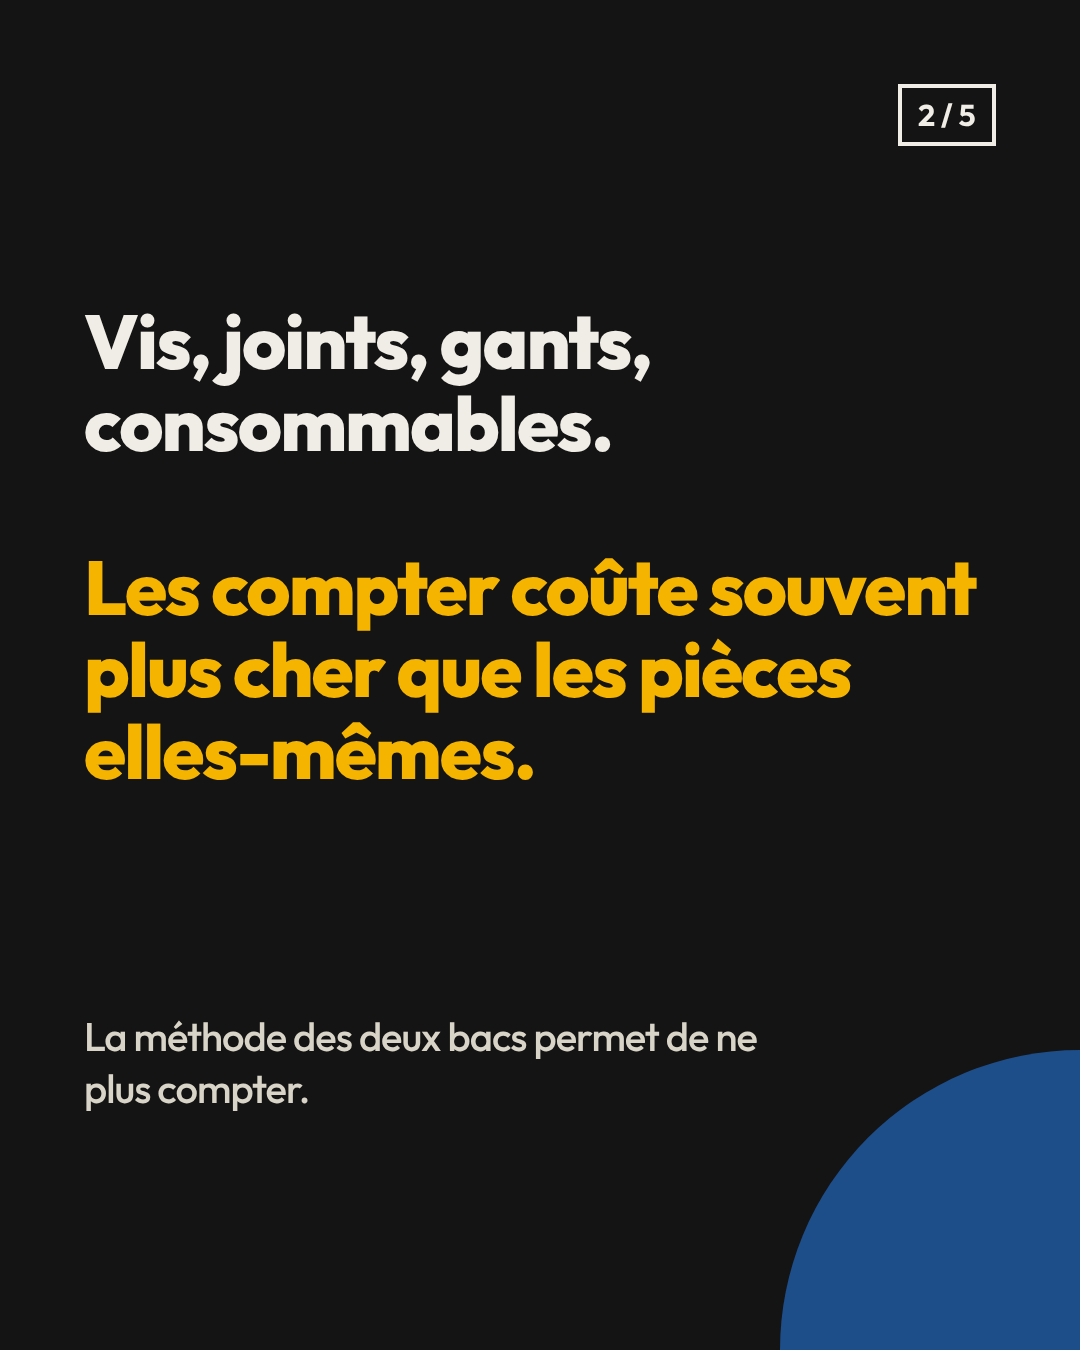 2 / 5
Vis, joints, gants,
consommables.
Les compter coûte souvent
plus cher que les pièces
elles-mêmes.
La méthode des deux bacs permet de ne
plus compter.